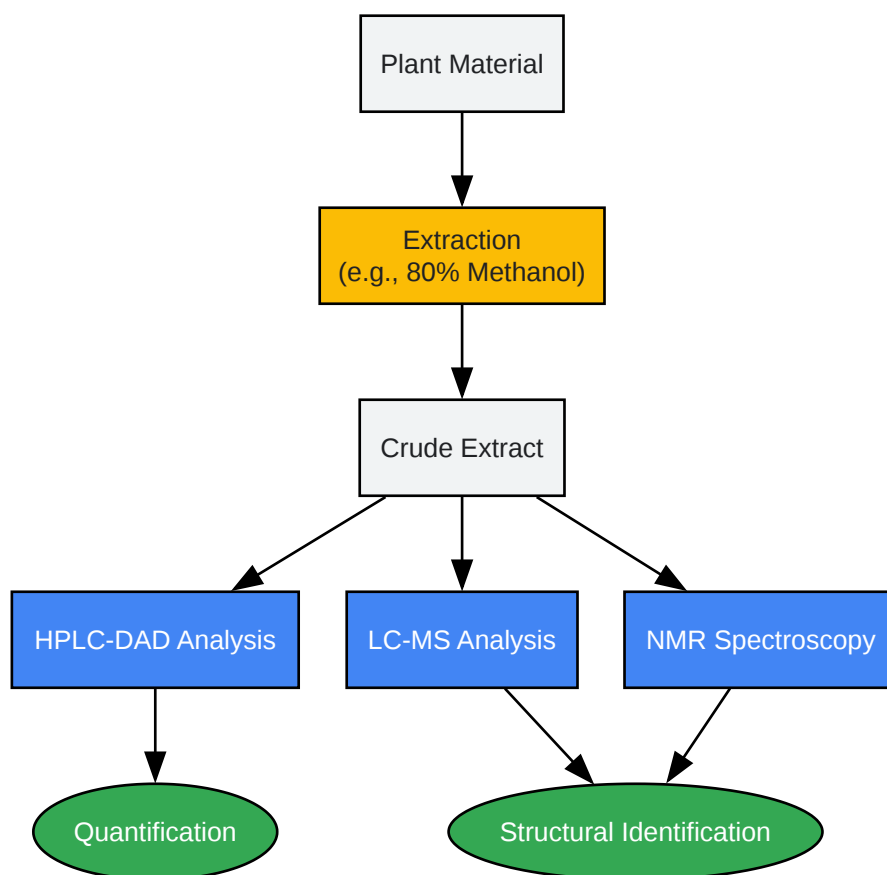 Plant Material
Extraction
(e.g., 80% Methanol)
Crude Extract
HPLC-DAD Analysis
LC-MS Analysis
NMR Spectroscopy
Quantification
Structural Identification